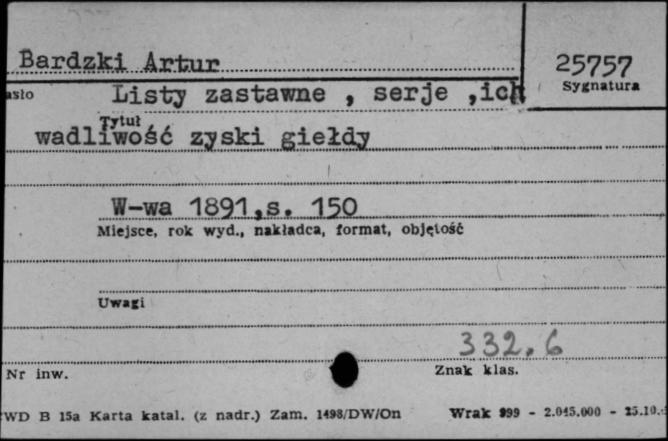 Bardzki Artur
25757
Sygnatura
asło
Listy zastawne , serje ,ich
Tytuł
wadliwość zyski giełdy
W-wa 1891,s. 150
Miejsce, rok wyd., nakładca, format, objętość
Uwagi
332.6
Nr inw.
Znak klas.
WD B 15a Karta katal. (z nadr.) Zam. 1498/DW/On
Wrak 999 - 2.045.000 - 25.10.